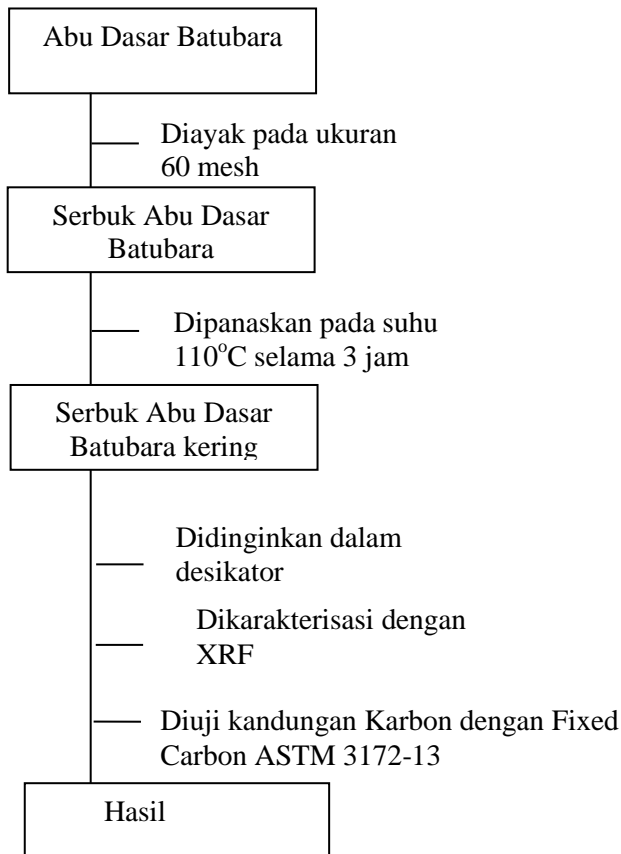 Abu Dasar Batubara
Diayak pada ukuran
60 mesh
Serbuk Abu Dasar
Batubara
Dipanaskan pada suhu
110°C selama 3 jam
Serbuk Abu Dasar
Batubara kering
Didinginkan dalam
desikator
Dikarakterisasi dengan
XRF
Diuji kandungan Karbon dengan Fixed
Carbon ASTM 3172-13
Hasil